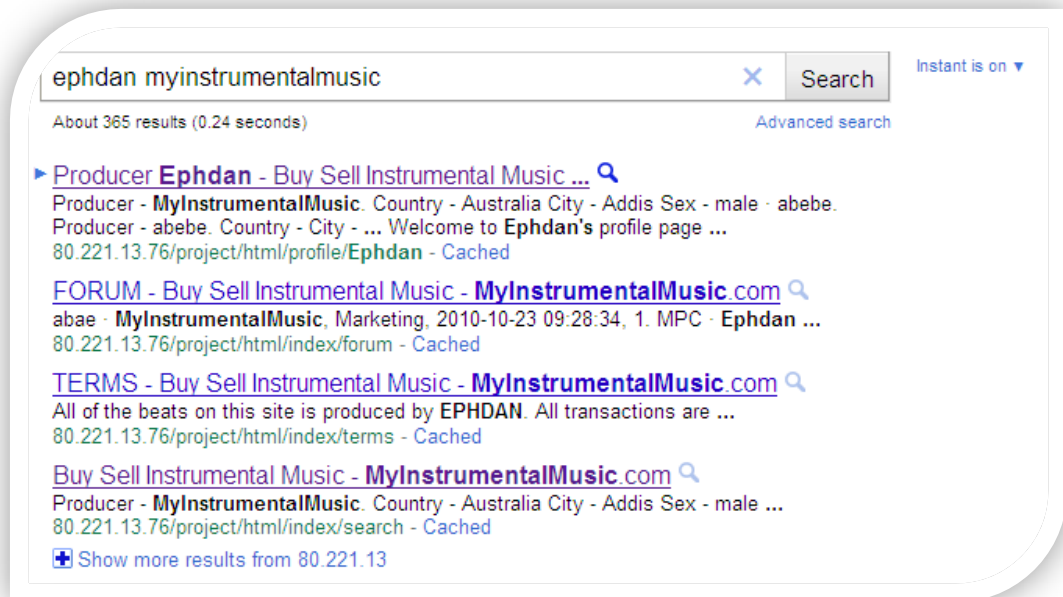 ephdan myinstrumentalmusic
Search
Instant is on ▼
About 365 results (0.24 seconds)
Advanced search
Producer Ephdan - Buy Sell Instrumental Music ...
Producer - MyInstrumentalMusic. Country - Australia City - Addis Sex - male · abebe.
Producer - abebe. Country - City - ... Welcome to Ephdan's profile page ...
80.221.13.76/project/html/profile/Ephdan - Cached
FORUM - Buy Sell Instrumental Music - MyInstrumentalMusic.com
abae · MyInstrumentalMusic, Marketing, 2010-10-23 09:28:34, 1. MPC · Ephdan ...
80.221.13.76/project/html/index/forum - Cached
TERMS - Buy Sell Instrumental Music - MyInstrumentalMusic.com
All of the beats on this site is produced by EPHDAN. All transactions are ...
80.221.13.76/project/html/index/terms - Cached
Buy Sell Instrumental Music - MyInstrumentalMusic.com
Producer - MyInstrumentalMusic. Country - Australia City - Addis Sex - male ...
80.221.13.76/project/html/index/search - Cached
Show more results from 80.221.13